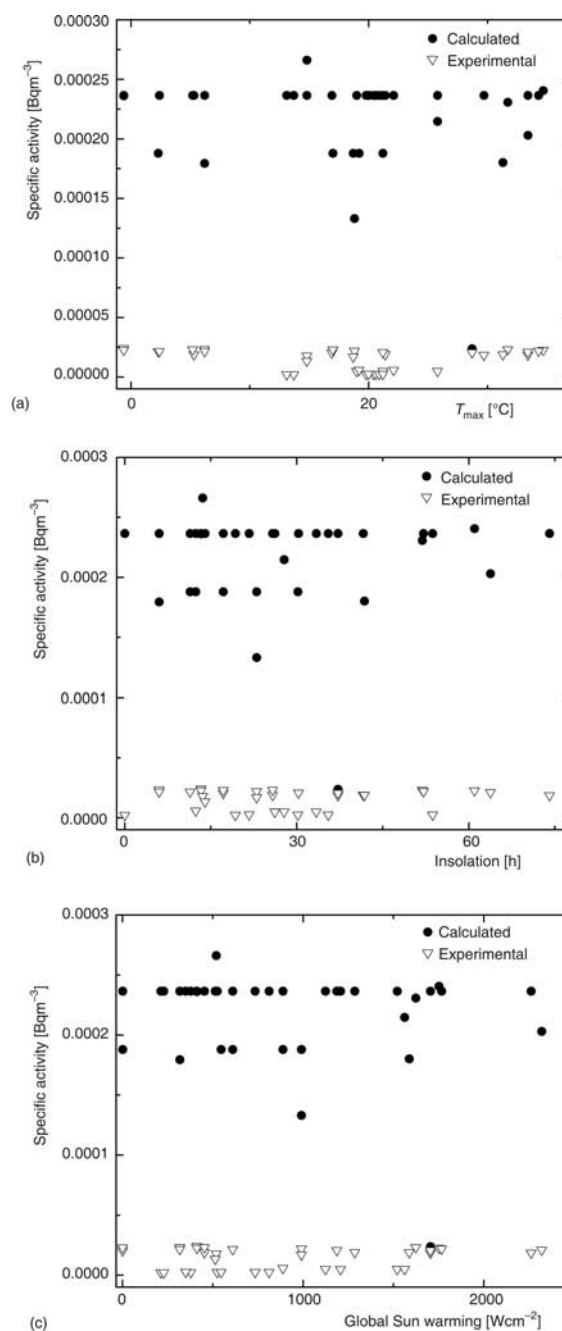 0.00030
Calculated
Experimental
0.00025
0.00020
0.00015
0.00010
0.00005
0.00000
Specific activity [Bqm⁻³]
0
20
Tmax [°C]
(a)
0.0003
Calculated
Experimental
0.0002
0.0001
0.0000
Specific activity [Bqm⁻³]
0
30
60
Insolation [h]
(b)
0.0003
Calculated
Experimental
0.0002
0.0001
0.0000
Specific activity [Bqm⁻³]
0
1000
2000
Global Sun warming [Wcm⁻²]
(c)